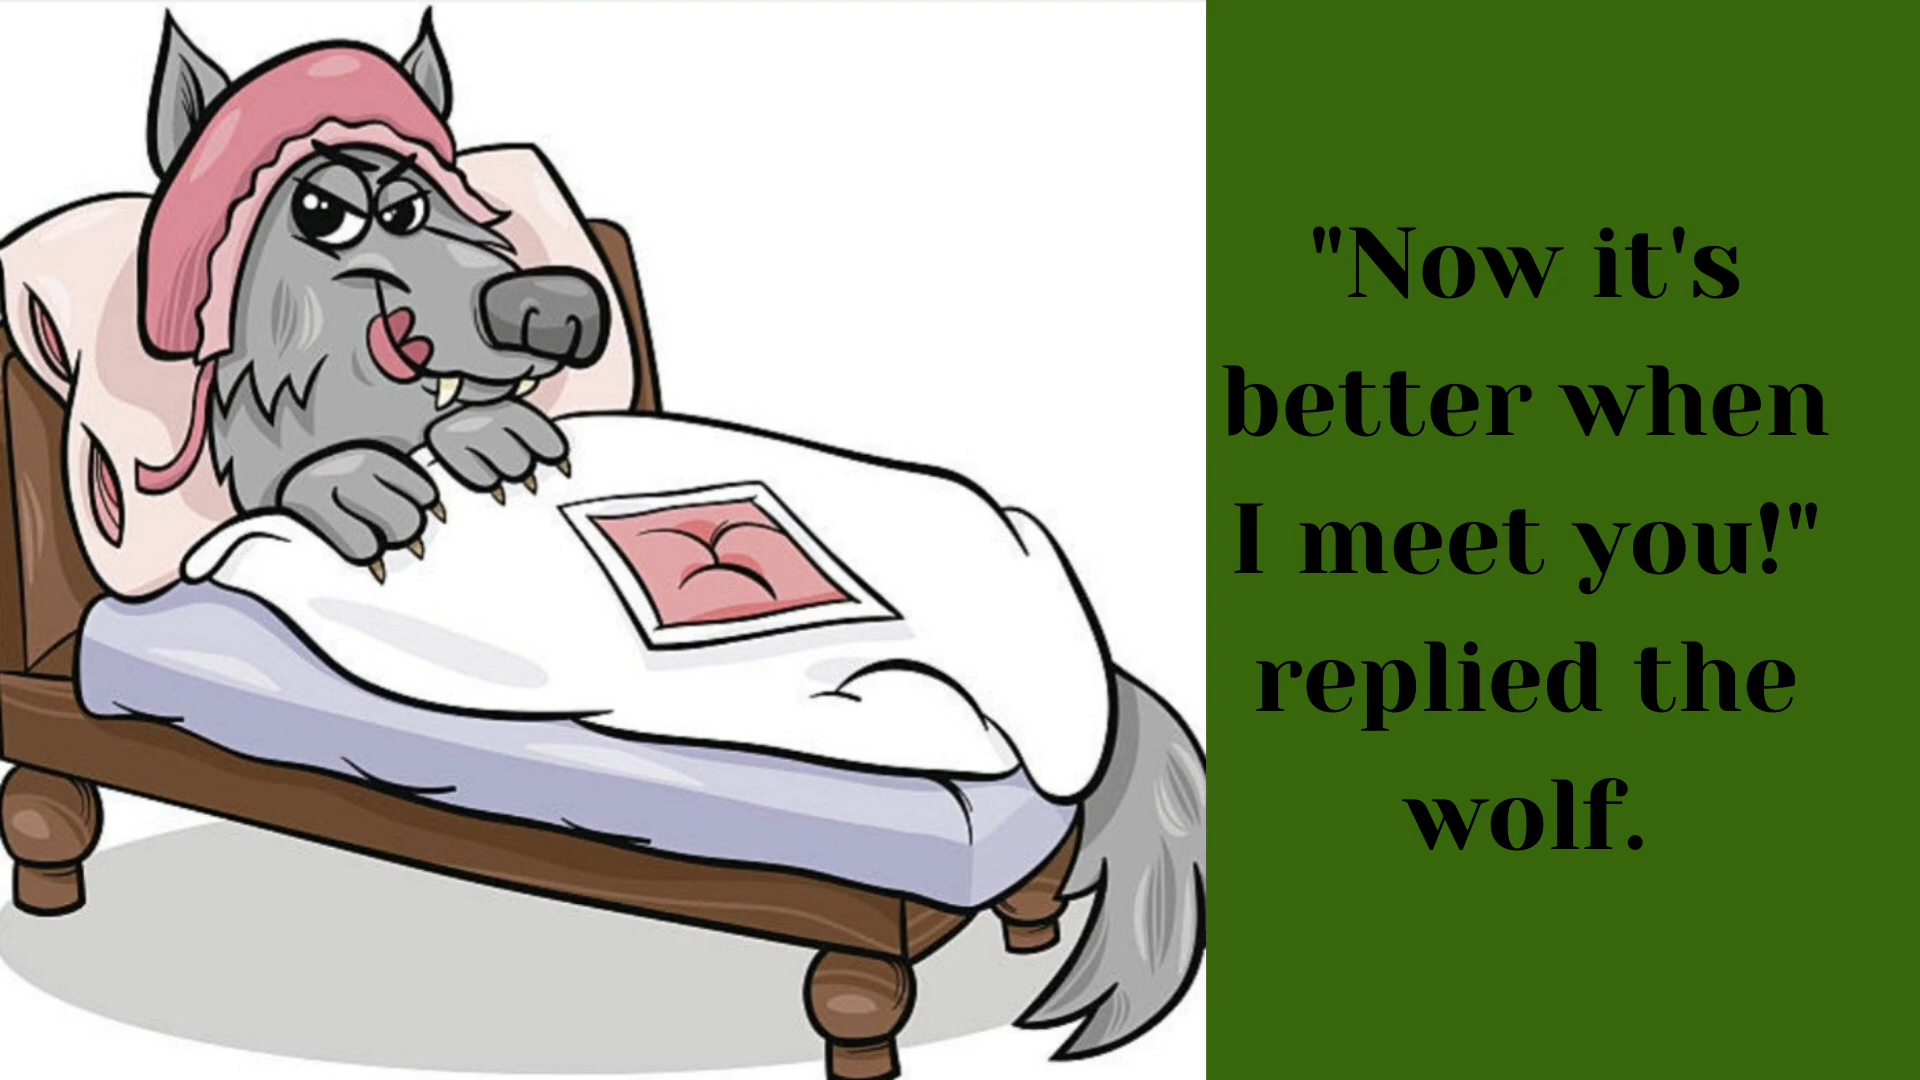 "Now it's
better when
I meet you!"
replied the
wolf.